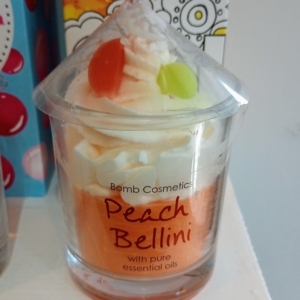 Bomb Cosmetics
Peach
Bellini
with pure
essential oils